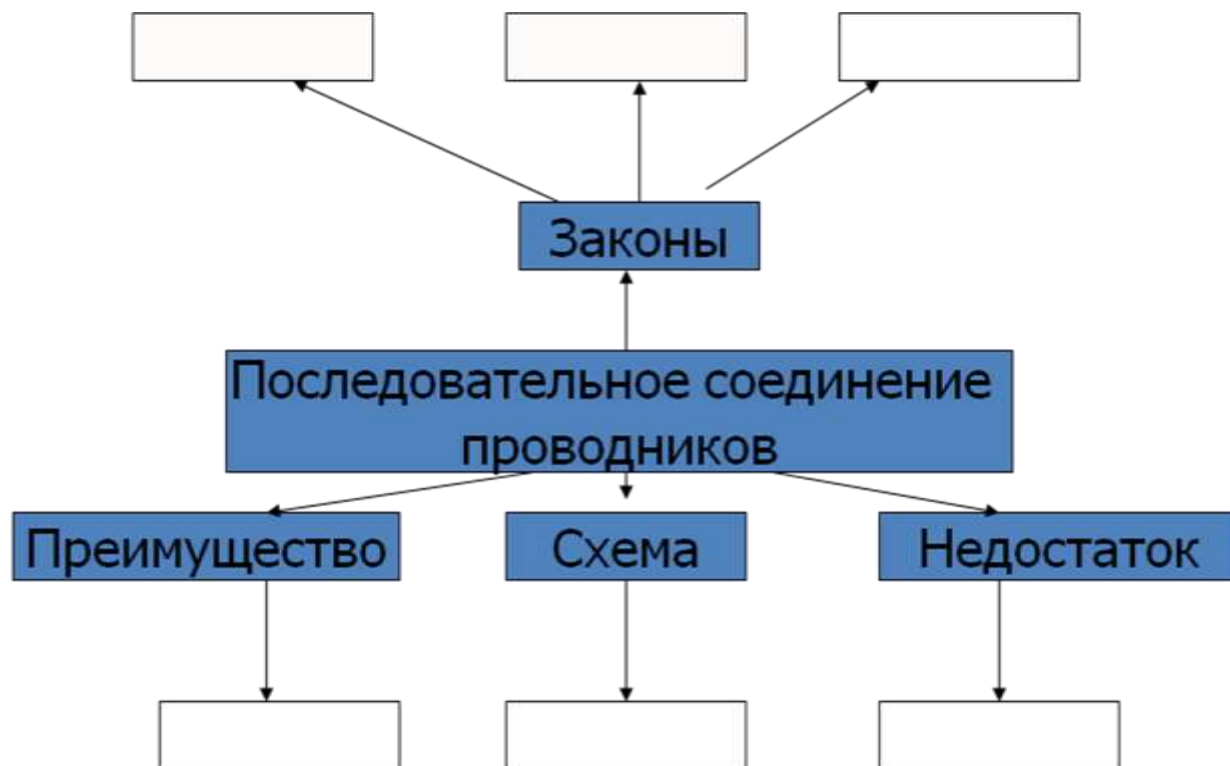 Законы
Последовательное соединение
проводников
Преимущество
Схема
Недостаток